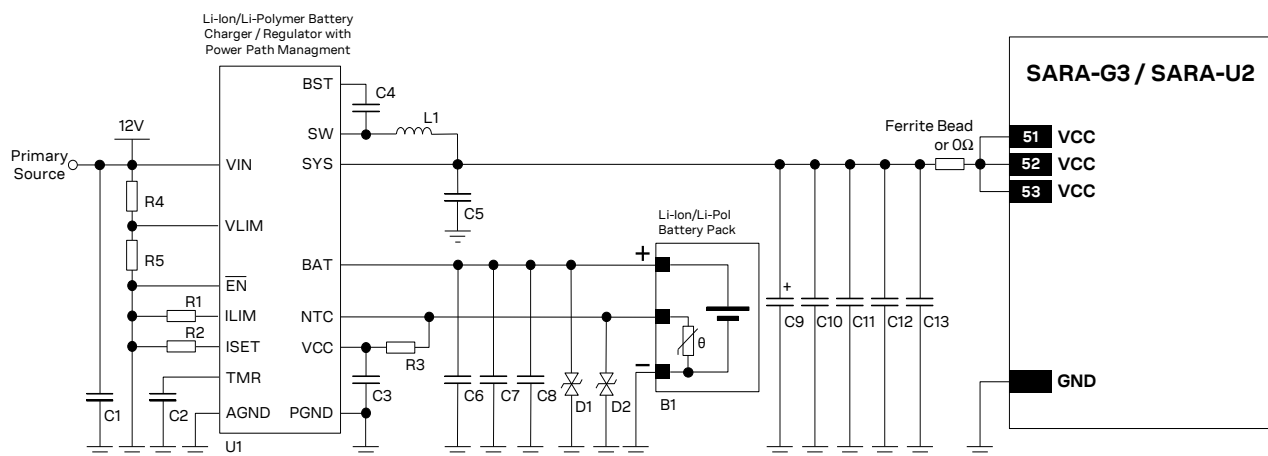 Li-Ion/Li-Polymer Battery
Charger / Regulator with
Power Path Managment
SARA-G3 / SARA-U2
BST
C4
SW
L1
12V
Primary
Source
VIN
SYS
Ferrite Bead
or 0Ω
51 VCC
52 VCC
53 VCC
R4
C5
VLIM
Li-Ion/Li-Pol
Battery Pack
R5
BAT
+
EN
+
R1
ILIM
NTC
C9
C10
C11
C12
C13
R2
ISET
VCC
R3
θ
–
TMR
C1
C2
C3
C6
C7
C8
D1
D2
B1
GND
AGND
PGND
U1